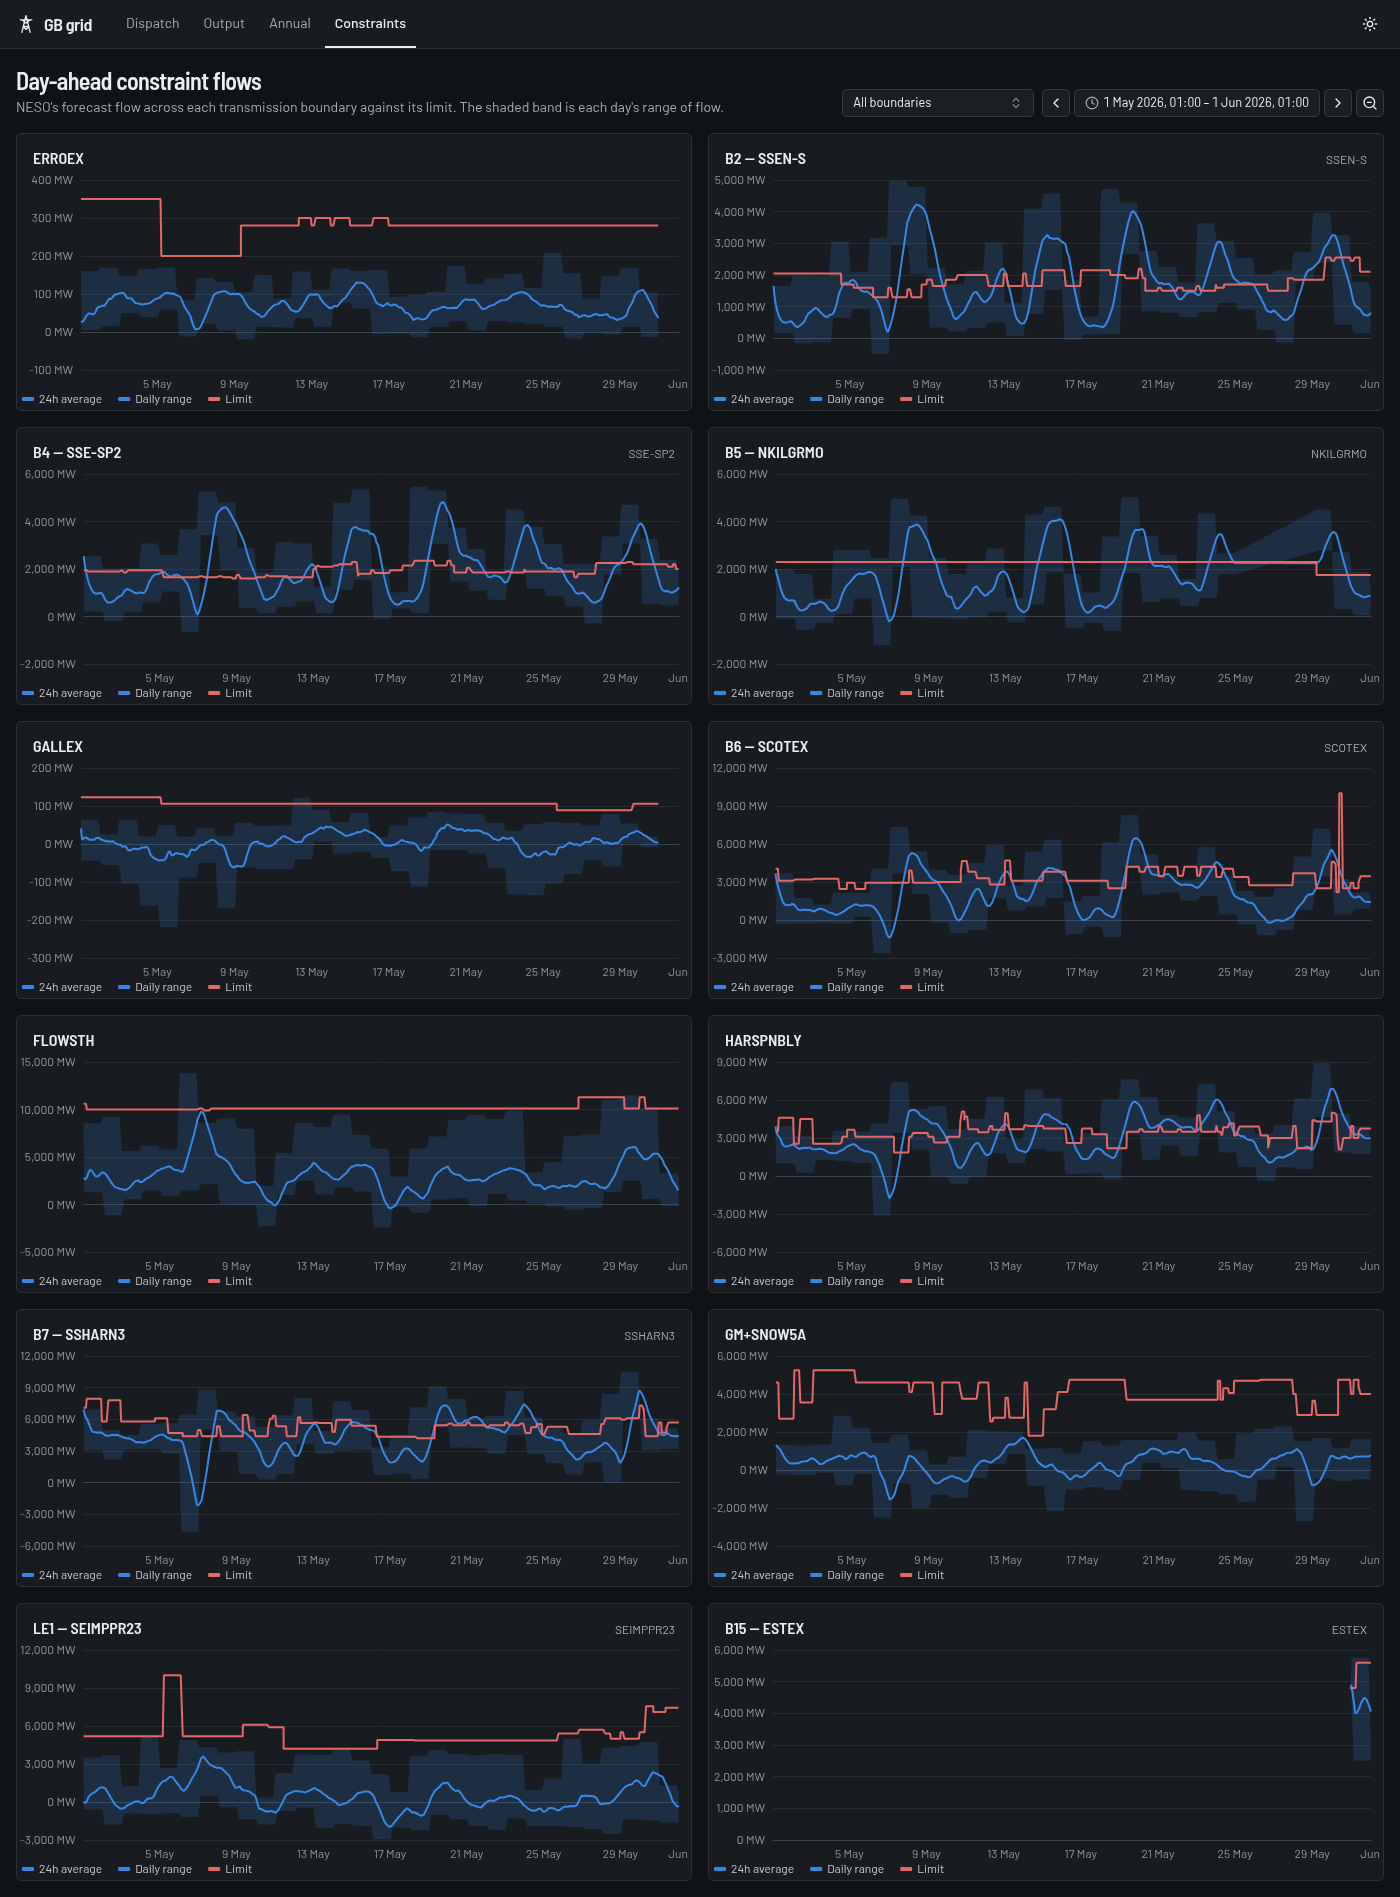 GB grid Dispatch Output Annual Constraints
Day-ahead constraint flows
NESO's forecast flow across each transmission boundary against its limit. The shaded band is each day's range of flow.
All boundaries
1 May 2026, 01:00 – 1 Jun 2026, 01:00
ERROEX
400 MW
300 MW
200 MW
100 MW
0 MW
-100 MW
5 May 9 May 13 May 17 May 21 May 25 May 29 May Jun
24h average Daily range Limit
B2 — SSEN-S SSEN-S
5,000 MW
4,000 MW
3,000 MW
2,000 MW
1,000 MW
0 MW
-1,000 MW
5 May 9 May 13 May 17 May 21 May 25 May 29 May Jun
24h average Daily range Limit
B4 — SSE-SP2 SSE-SP2
6,000 MW
4,000 MW
2,000 MW
0 MW
-2,000 MW
5 May 9 May 13 May 17 May 21 May 25 May 29 May Jun
24h average Daily range Limit
B5 — NKILGRMO NKILGRMO
6,000 MW
4,000 MW
2,000 MW
0 MW
-2,000 MW
5 May 9 May 13 May 17 May 21 May 25 May 29 May Jun
24h average Daily range Limit
GALLEX
200 MW
100 MW
0 MW
-100 MW
-200 MW
-300 MW
5 May 9 May 13 May 17 May 21 May 25 May 29 May Jun
24h average Daily range Limit
B6 — SCOTEX SCOTEX
12,000 MW
9,000 MW
6,000 MW
3,000 MW
0 MW
-3,000 MW
5 May 9 May 13 May 17 May 21 May 25 May 29 May Jun
24h average Daily range Limit
FLOWSTH
15,000 MW
10,000 MW
5,000 MW
0 MW
-5,000 MW
5 May 9 May 13 May 17 May 21 May 25 May 29 May Jun
24h average Daily range Limit
HARSPNBLY
9,000 MW
6,000 MW
3,000 MW
0 MW
-3,000 MW
-6,000 MW
5 May 9 May 13 May 17 May 21 May 25 May 29 May Jun
24h average Daily range Limit
B7 — SSHARN3 SSHARN3
12,000 MW
9,000 MW
6,000 MW
3,000 MW
0 MW
-3,000 MW
-6,000 MW
5 May 9 May 13 May 17 May 21 May 25 May 29 May Jun
24h average Daily range Limit
GM+SNOW5A
6,000 MW
4,000 MW
2,000 MW
0 MW
-2,000 MW
-4,000 MW
5 May 9 May 13 May 17 May 21 May 25 May 29 May Jun
24h average Daily range Limit
LE1 — SEIMPPR23 SEIMPPR23
12,000 MW
9,000 MW
6,000 MW
3,000 MW
0 MW
-3,000 MW
5 May 9 May 13 May 17 May 21 May 25 May 29 May Jun
24h average Daily range Limit
B15 — ESTEX ESTEX
6,000 MW
5,000 MW
4,000 MW
3,000 MW
2,000 MW
1,000 MW
0 MW
5 May 9 May 13 May 17 May 21 May 25 May 29 May Jun
24h average Daily range Limit